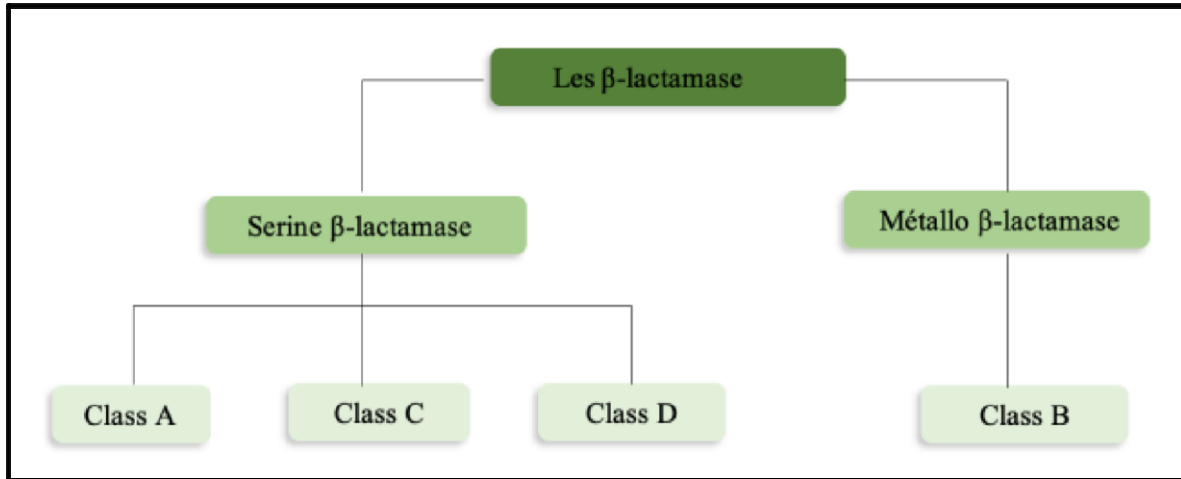 Les β-lactamase
Serine β-lactamase
Métallo β-lactamase
Class A
Class C
Class D
Class B